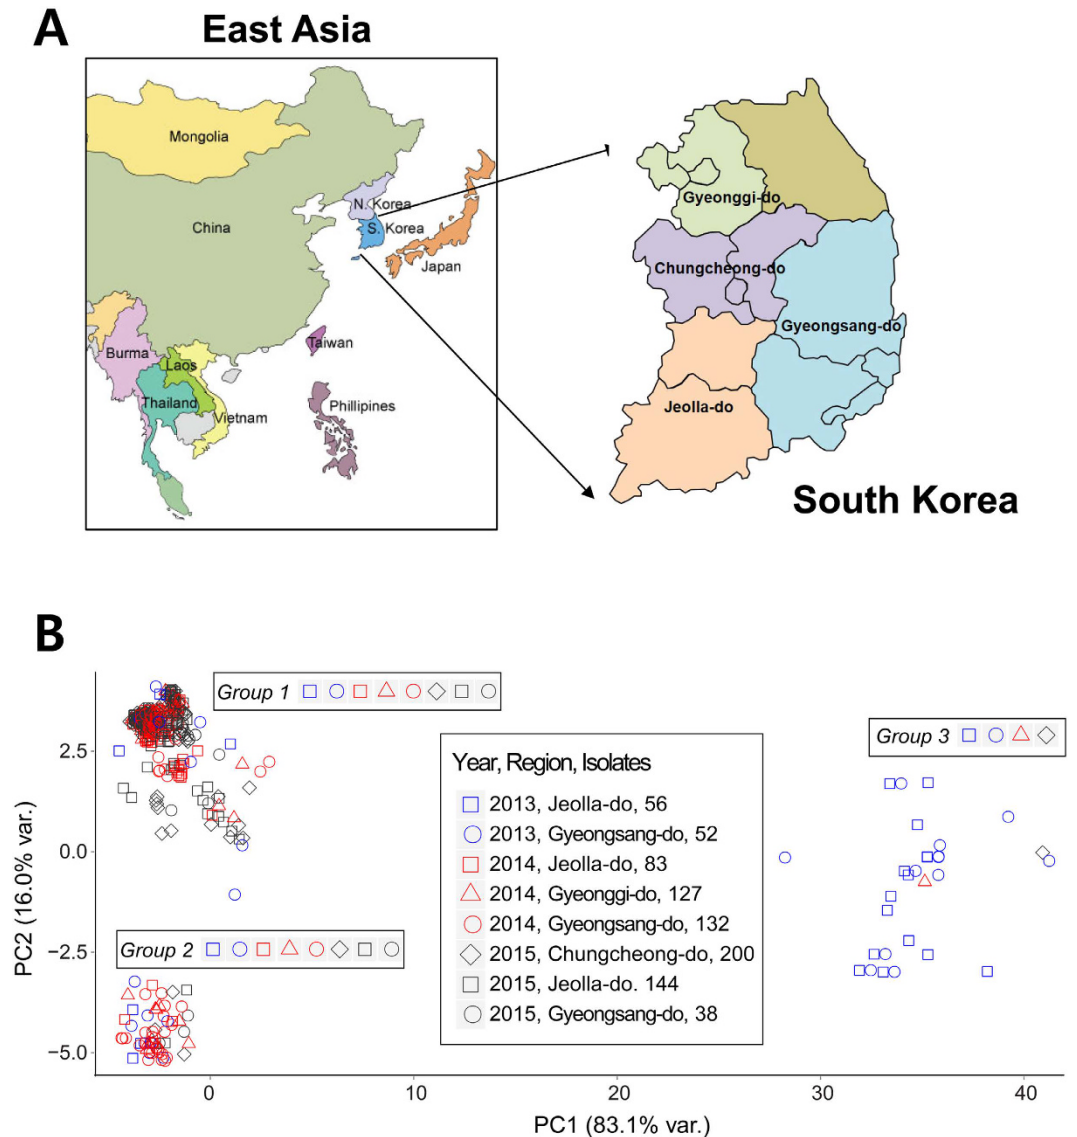 A
East Asia
Mongolia
N. Korea
China
S. Korea
Japan
Taiwan
Burma
Laos
Thailand
Vietnam
Phillipines
Gyeonggi-do
Chungcheong-do
Gyeongsang-do
Jeolla-do
South Korea
B
Group 1
Group 3
Group 2
Year, Region, Isolates
2013, Jeolla-do, 56
2013, Gyeongsang-do, 52
2014, Jeolla-do, 83
2014, Gyeonggi-do, 127
2014, Gyeongsang-do, 132
2015, Chungcheong-do, 200
2015, Jeolla-do. 144
2015, Gyeongsang-do, 38
PC2 (16.0% var.)
2.5
0.0
−2.5
−5.0
0
10
20
30
40
PC1 (83.1% var.)